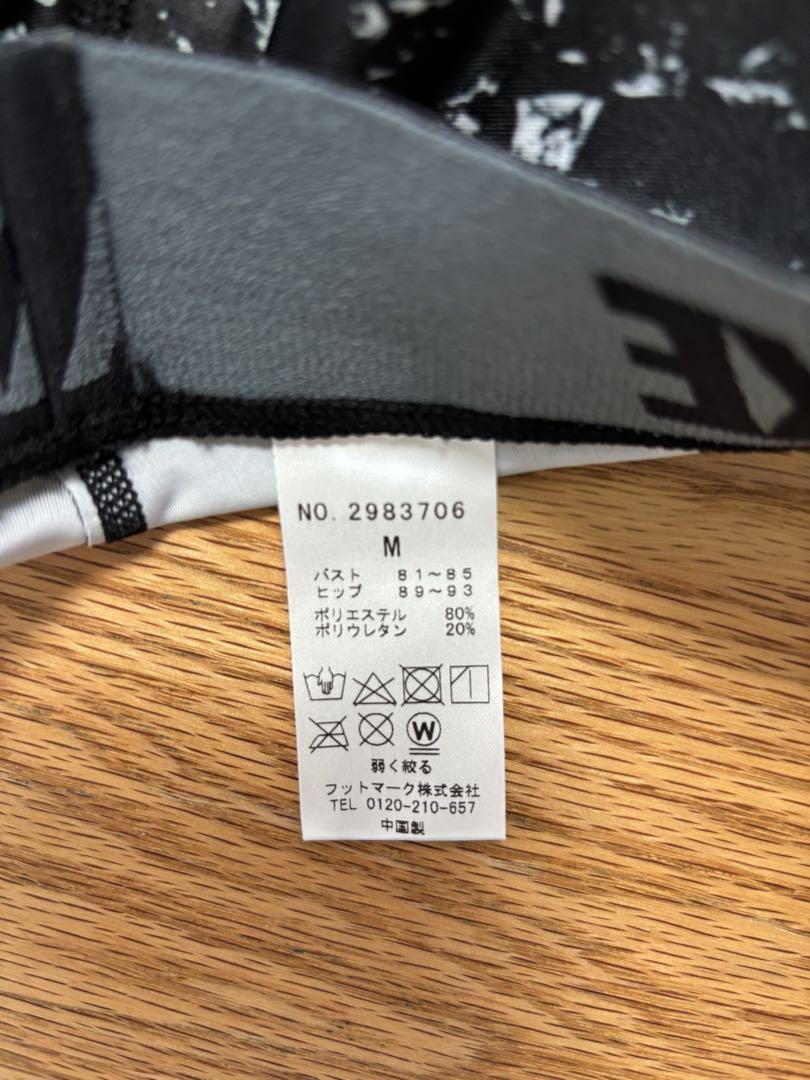 KE
NO. 2983706
M
バスト 81～85
ヒップ 89～93
ポリエステル 80%
ポリウレタン 20%
W
弱く絞る
フットマーク株式会社
TEL 0120-210-657
中国製